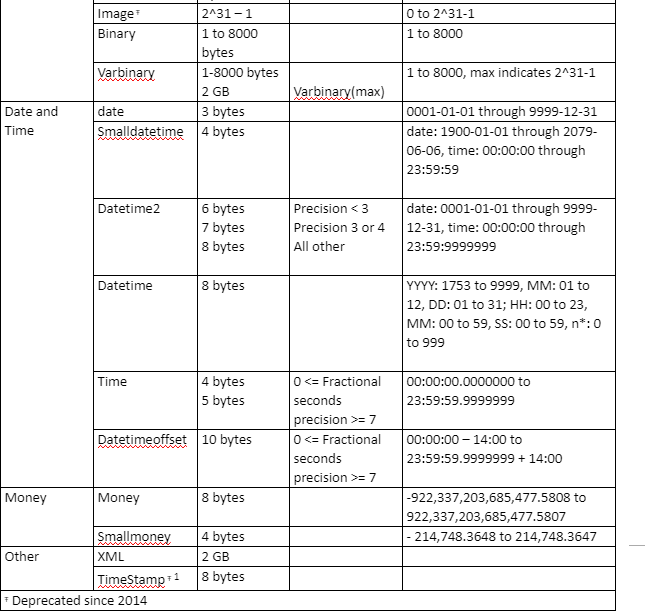 Image ᵀ 2^31 – 1 0 to 2^31-1
Binary 1 to 8000 1 to 8000
bytes
Varbinary 1-8000 bytes 1 to 8000, max indicates 2^31-1
2 GB Varbinary(max)
Date and date 3 bytes 0001-01-01 through 9999-12-31
Time Smalldatetime 4 bytes date: 1900-01-01 through 2079-
06-06, time: 00:00:00 through
23:59:59
Datetime2 6 bytes Precision < 3 date: 0001-01-01 through 9999-
7 bytes Precision 3 or 4 12-31, time: 00:00:00 through
8 bytes All other 23:59:9999999
Datetime 8 bytes YYYY: 1753 to 9999, MM: 01 to
12, DD: 01 to 31; HH: 00 to 23,
MM: 00 to 59, SS: 00 to 59, n*: 0
to 999
Time 4 bytes 0 <= Fractional 00:00:00.0000000 to
5 bytes seconds 23:59:59.9999999
precision >= 7
Datetimeoffset 10 bytes 0 <= Fractional 00:00:00 – 14:00 to
seconds 23:59:59.9999999 + 14:00
precision >= 7
Money Money 8 bytes -922,337,203,685,477.5808 to
922,337,203,685,477.5807
Smallmoney 4 bytes - 214,748.3648 to 214,748.3647
Other XML 2 GB
TimeStamp ᵀ 1 8 bytes
ᵀ Deprecated since 2014